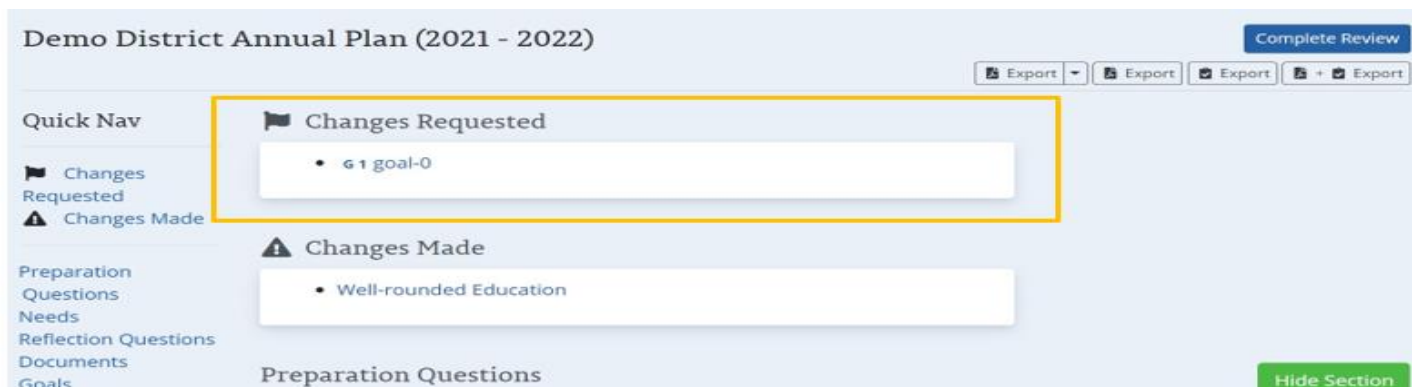 Demo District Annual Plan (2021 - 2022)
Complete Review
Export Export Export + Export
Quick Nav
Changes
Requested
Changes Made
Preparation
Questions
Needs
Reflection Questions
Documents
Goals
Changes Requested
G 1 goal-0
Changes Made
Well-rounded Education
Preparation Questions
Hide Section